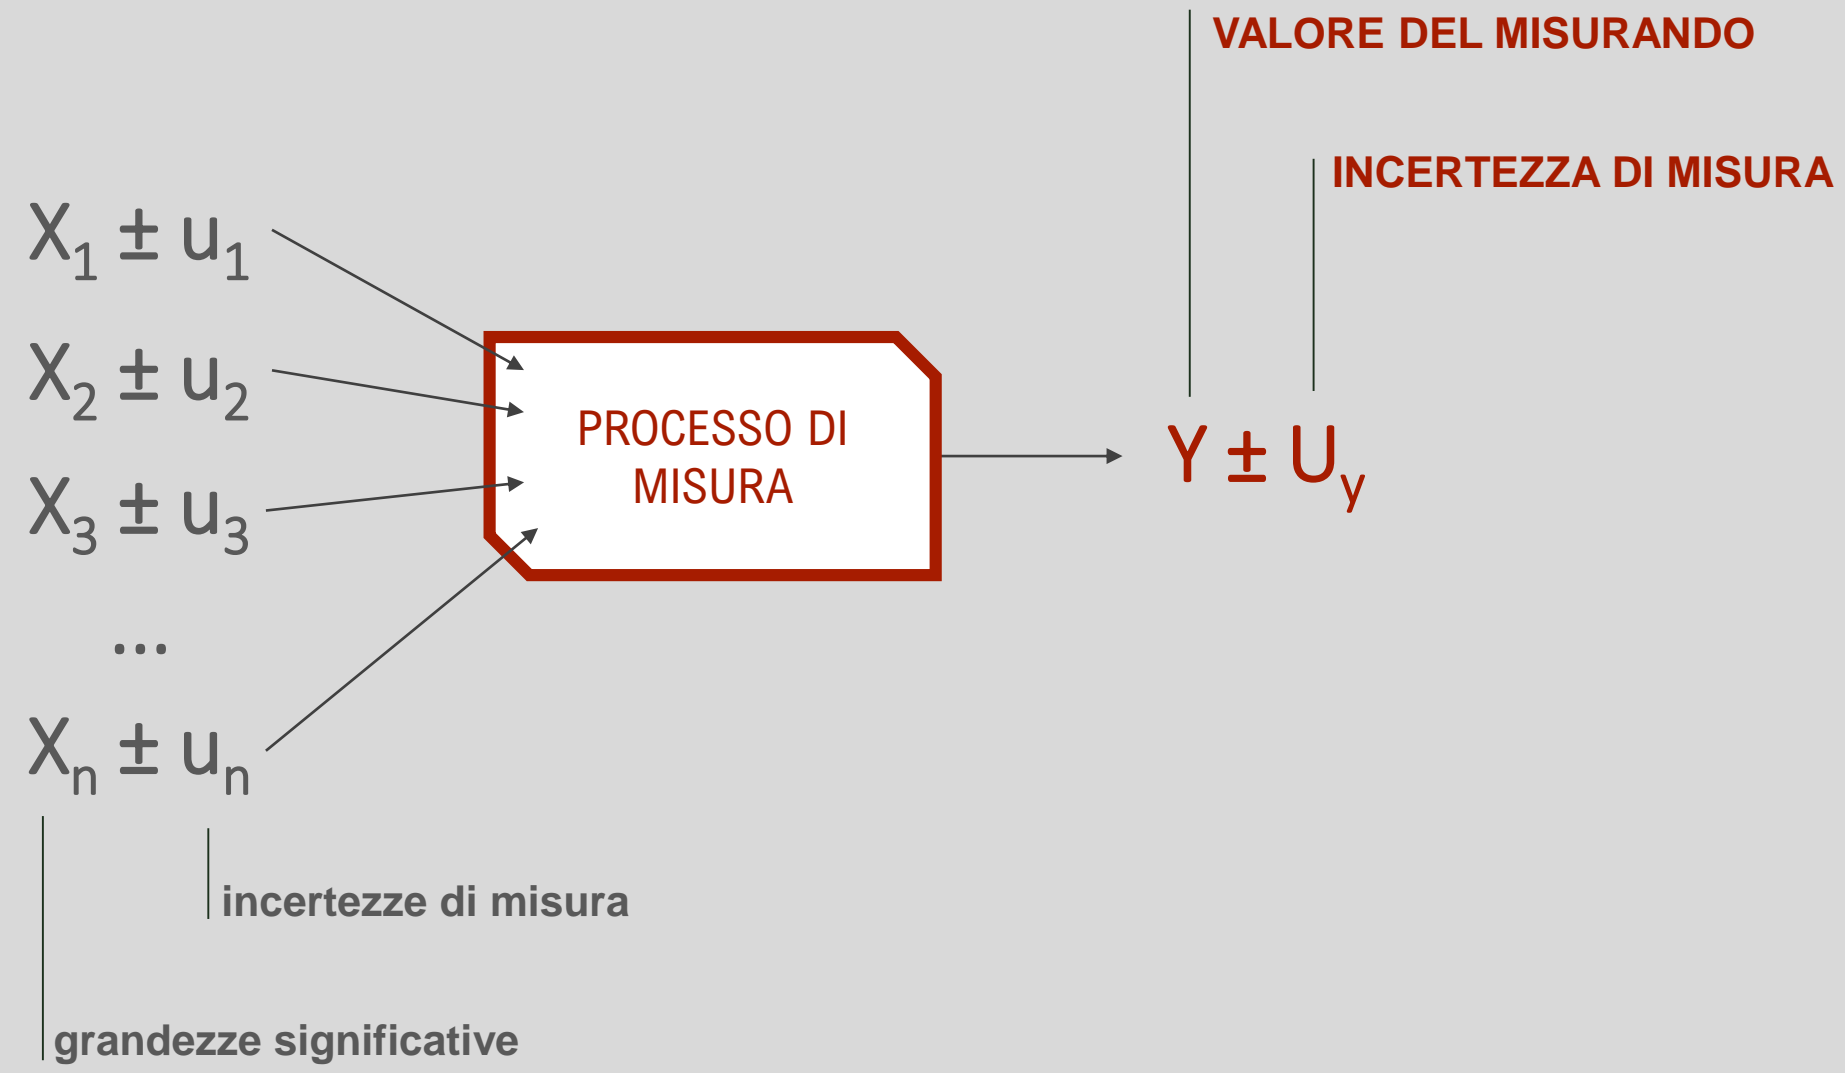 VALORE DEL MISURANDO
INCERTEZZA DI MISURA
X₁ ± u₁
X₂ ± u₂
X₃ ± u₃
...
Xₙ ± uₙ
PROCESSO DI
MISURA
Y ± Uᵧ
incertezze di misura
grandezze significative